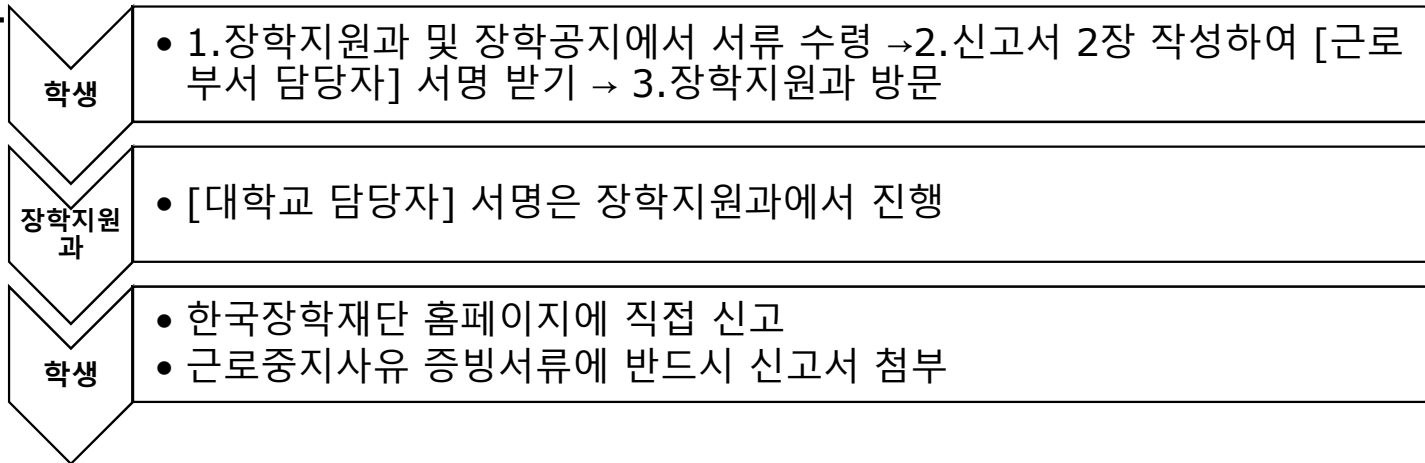 학생
• 1.장학지원과 및 장학공지에서 서류 수령 →2.신고서 2장 작성하여 [근로
부서 담당자] 서명 받기 → 3.장학지원과 방문
장학지원
과
• [대학교 담당자] 서명은 장학지원과에서 진행
학생
• 한국장학재단 홈페이지에 직접 신고
• 근로중지사유 증빙서류에 반드시 신고서 첨부